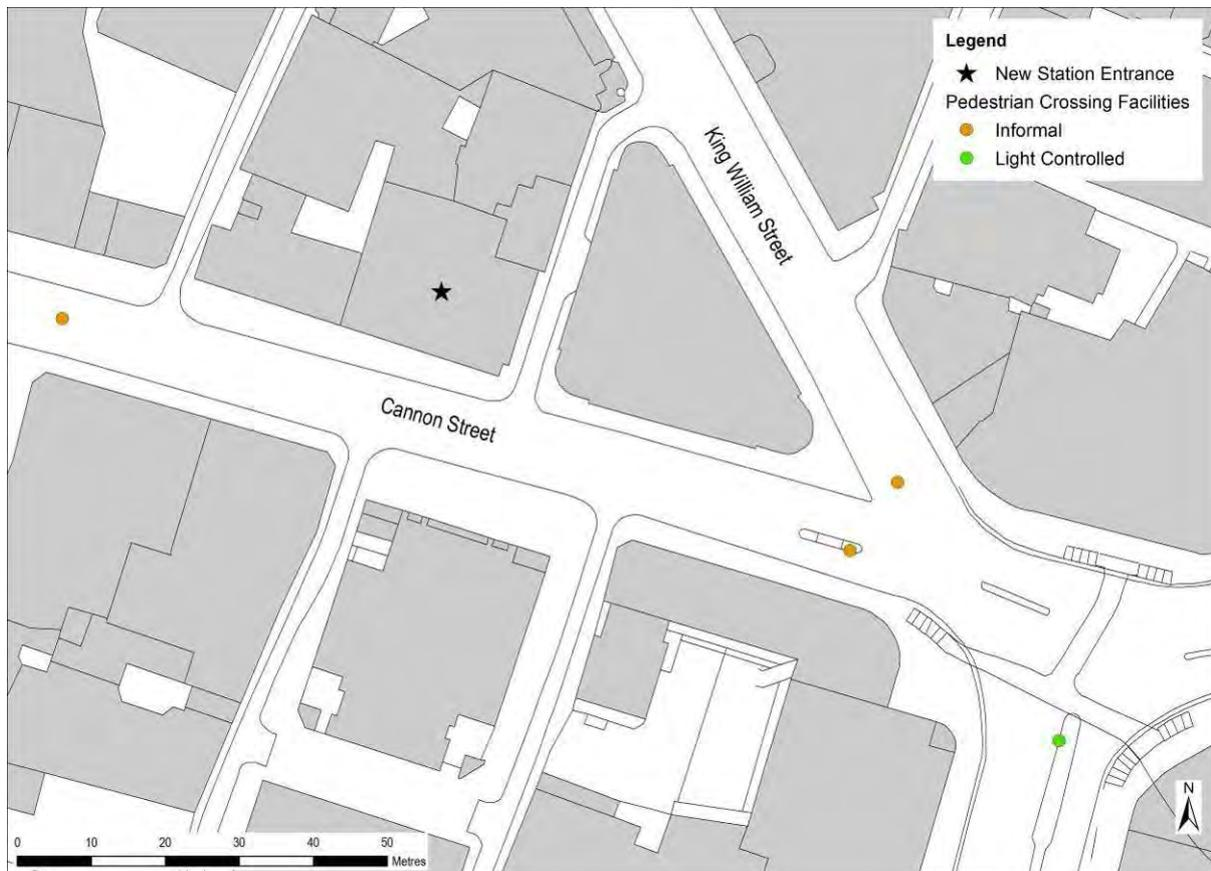 Legend
New Station Entrance
Pedestrian Crossing Facilities
Informal
Light Controlled
King William Street
Cannon Street
N
0 10 20 30 40 50
Metres